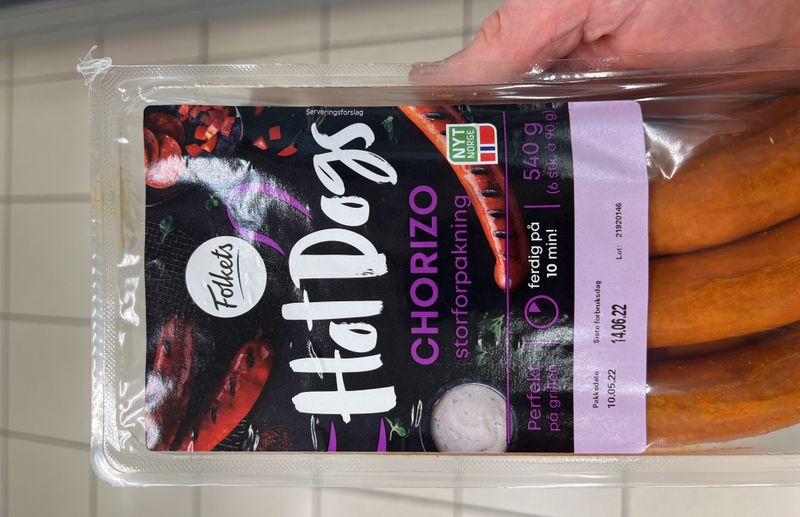 Serveringsforslag
Folkets
Hot Dogs
CHORIZO
storforpakning
NYT
NORGE
Perfekt
på grillen
ferdig på
10 min!
540 g
(6 stk. à 90 g)
Pakkedato
10.05.22
Siste forbruksdag
14.06.22
Lot: 21920146